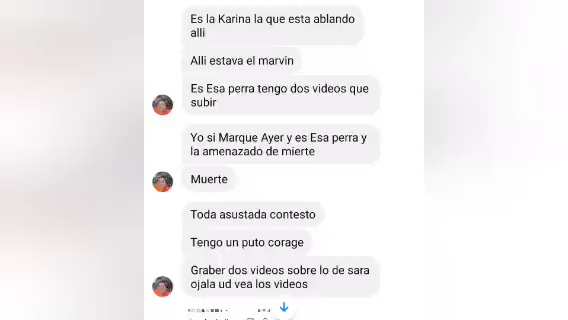 Es la Karina la que esta ablando
alli
Alli estava el marvin
Es Esa perra tengo dos videos que
subir
Yo si Marque Ayer y es Esa perra y
la amenazado de mierte
Muerte
Toda asustada contesto
Tengo un puto corage
Graber dos videos sobre lo de sara
ojala ud vea los videos